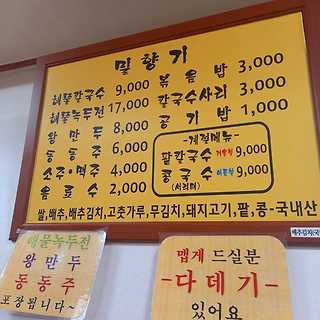 밀향기
해물칼국수 9,000
해물녹두전 17,000
왕만두 8,000
동동주 6,000
소주·맥주 4,000
음료수 2,000
볶음밥 3,000
칼국수사리 3,000
공기밥 1,000
-계절메뉴-
팥칼국수 겨울철 9,000
콩국수 여름철 9,000
(서리태)
쌀,배추,배추김치,고춧가루,무김치,돼지고기,팥,콩-국내산
해물녹두전
왕만두
동동주
포장됩니다~
맵게 드실분
-다데기-
있어요